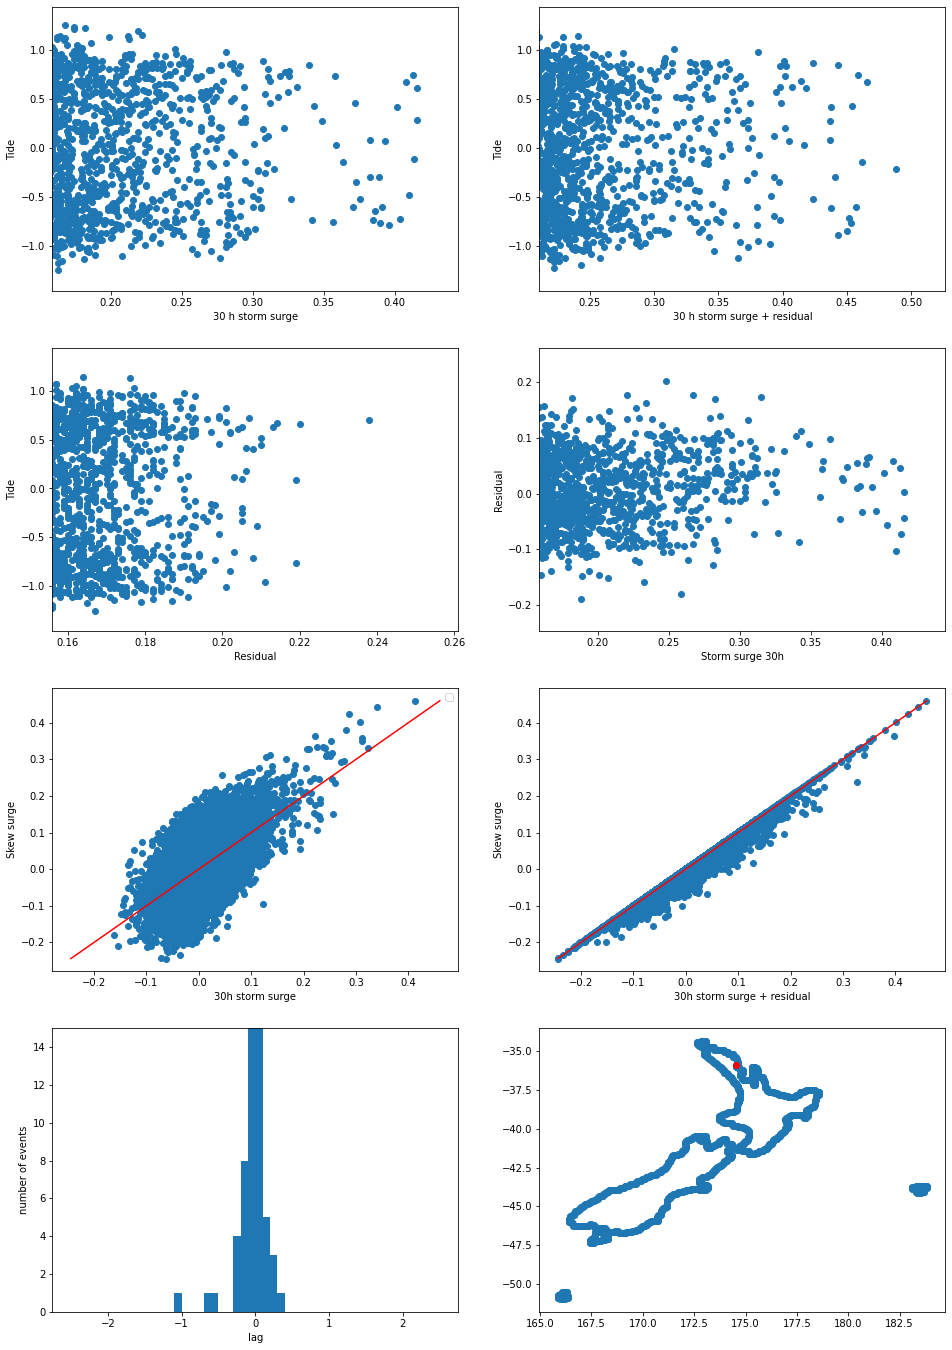 1.0
0.5
0.0
−0.5
−1.0
Tide
0.20 0.25 0.30 0.35 0.40
30 h storm surge
1.0
0.5
0.0
−0.5
−1.0
Tide
0.25 0.30 0.35 0.40 0.45 0.50
30 h storm surge + residual
1.0
0.5
0.0
−0.5
−1.0
Tide
0.16 0.18 0.20 0.22 0.24 0.26
Residual
0.2
0.1
0.0
−0.1
−0.2
Residual
0.20 0.25 0.30 0.35 0.40
Storm surge 30h
0.4
0.3
0.2
0.1
0.0
−0.1
−0.2
Skew surge
−0.2 −0.1 0.0 0.1 0.2 0.3 0.4
30h storm surge
0.4
0.3
0.2
0.1
0.0
−0.1
−0.2
Skew surge
−0.2 −0.1 0.0 0.1 0.2 0.3 0.4
30h storm surge + residual
14
12
10
8
6
4
2
0
number of events
−2 −1 0 1 2
lag
−35.0
−37.5
−40.0
−42.5
−45.0
−47.5
−50.0
165.0 167.5 170.0 172.5 175.0 177.5 180.0 182.5